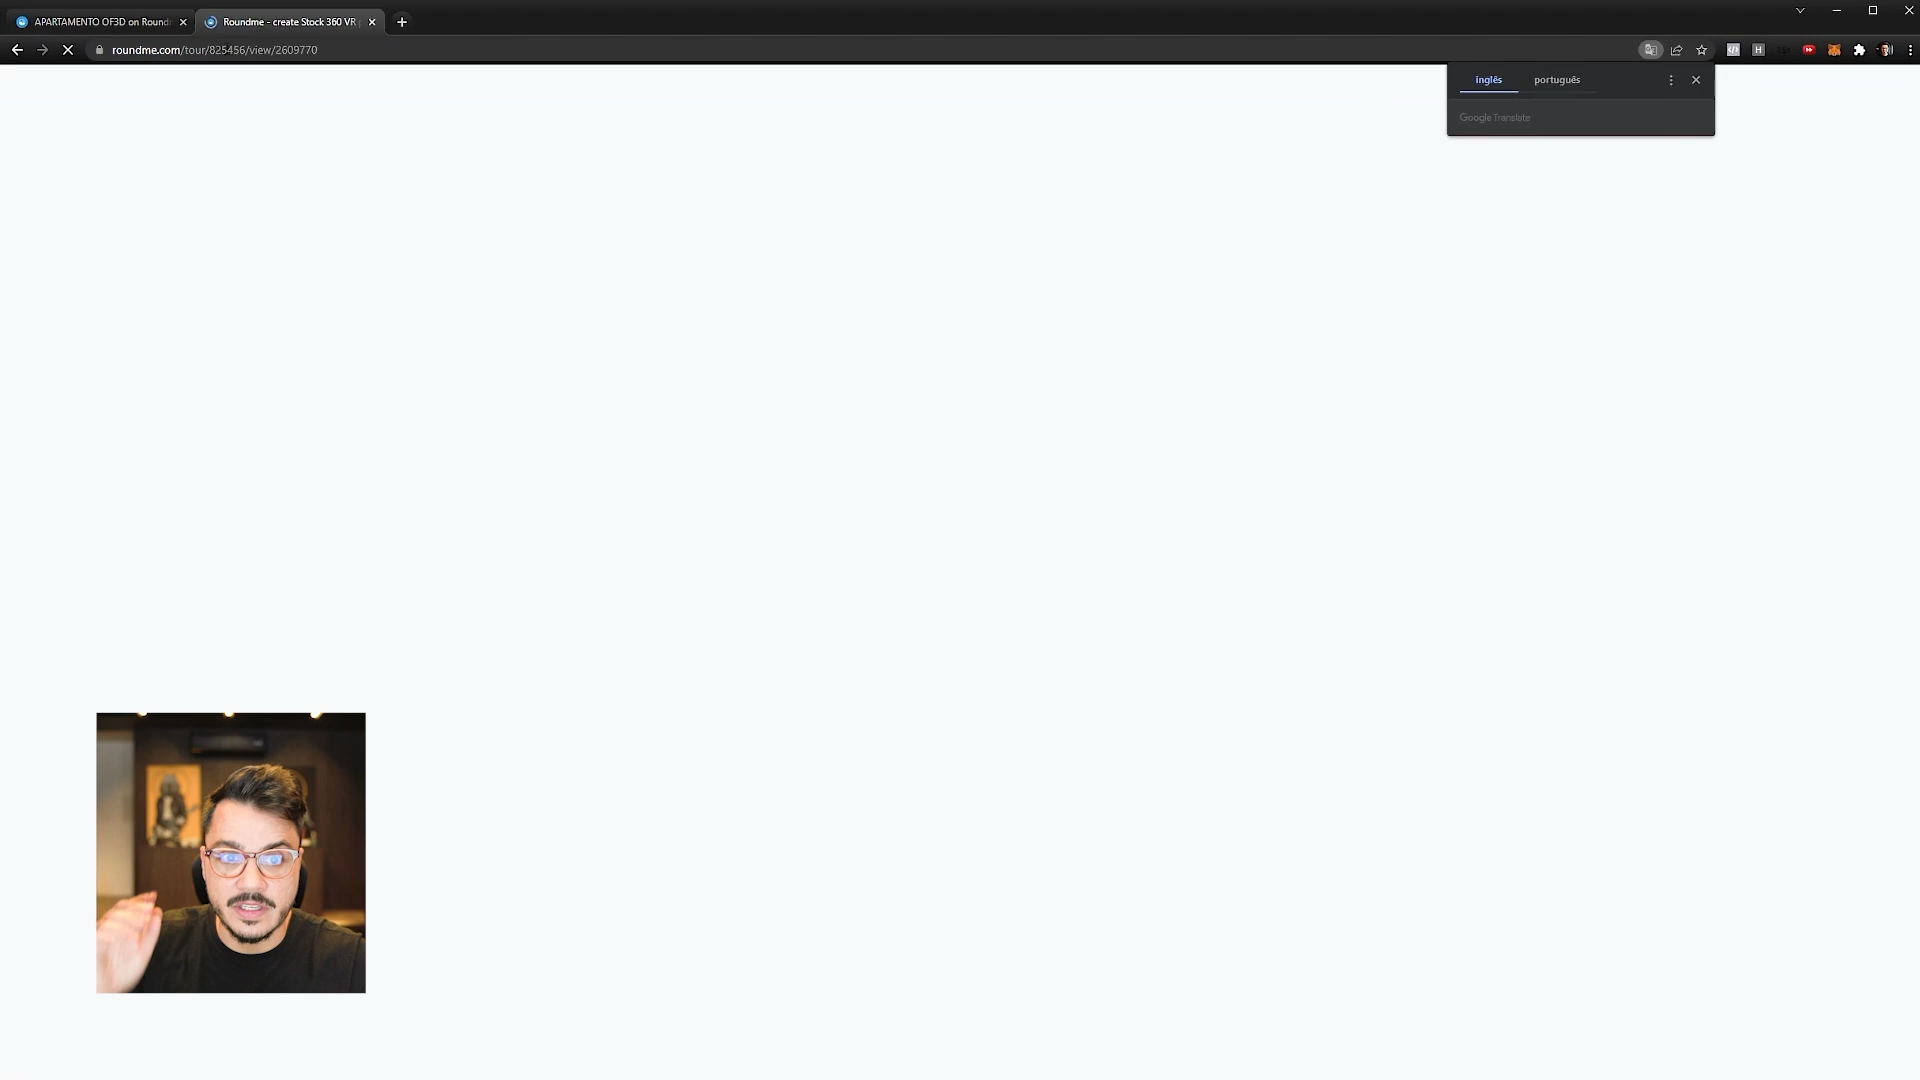 APARTAMENTO OF3D on Round
Roundme - create Stock 360 VR
roundme.com/tour/825456/view/2609770
inglês português
Google Translate